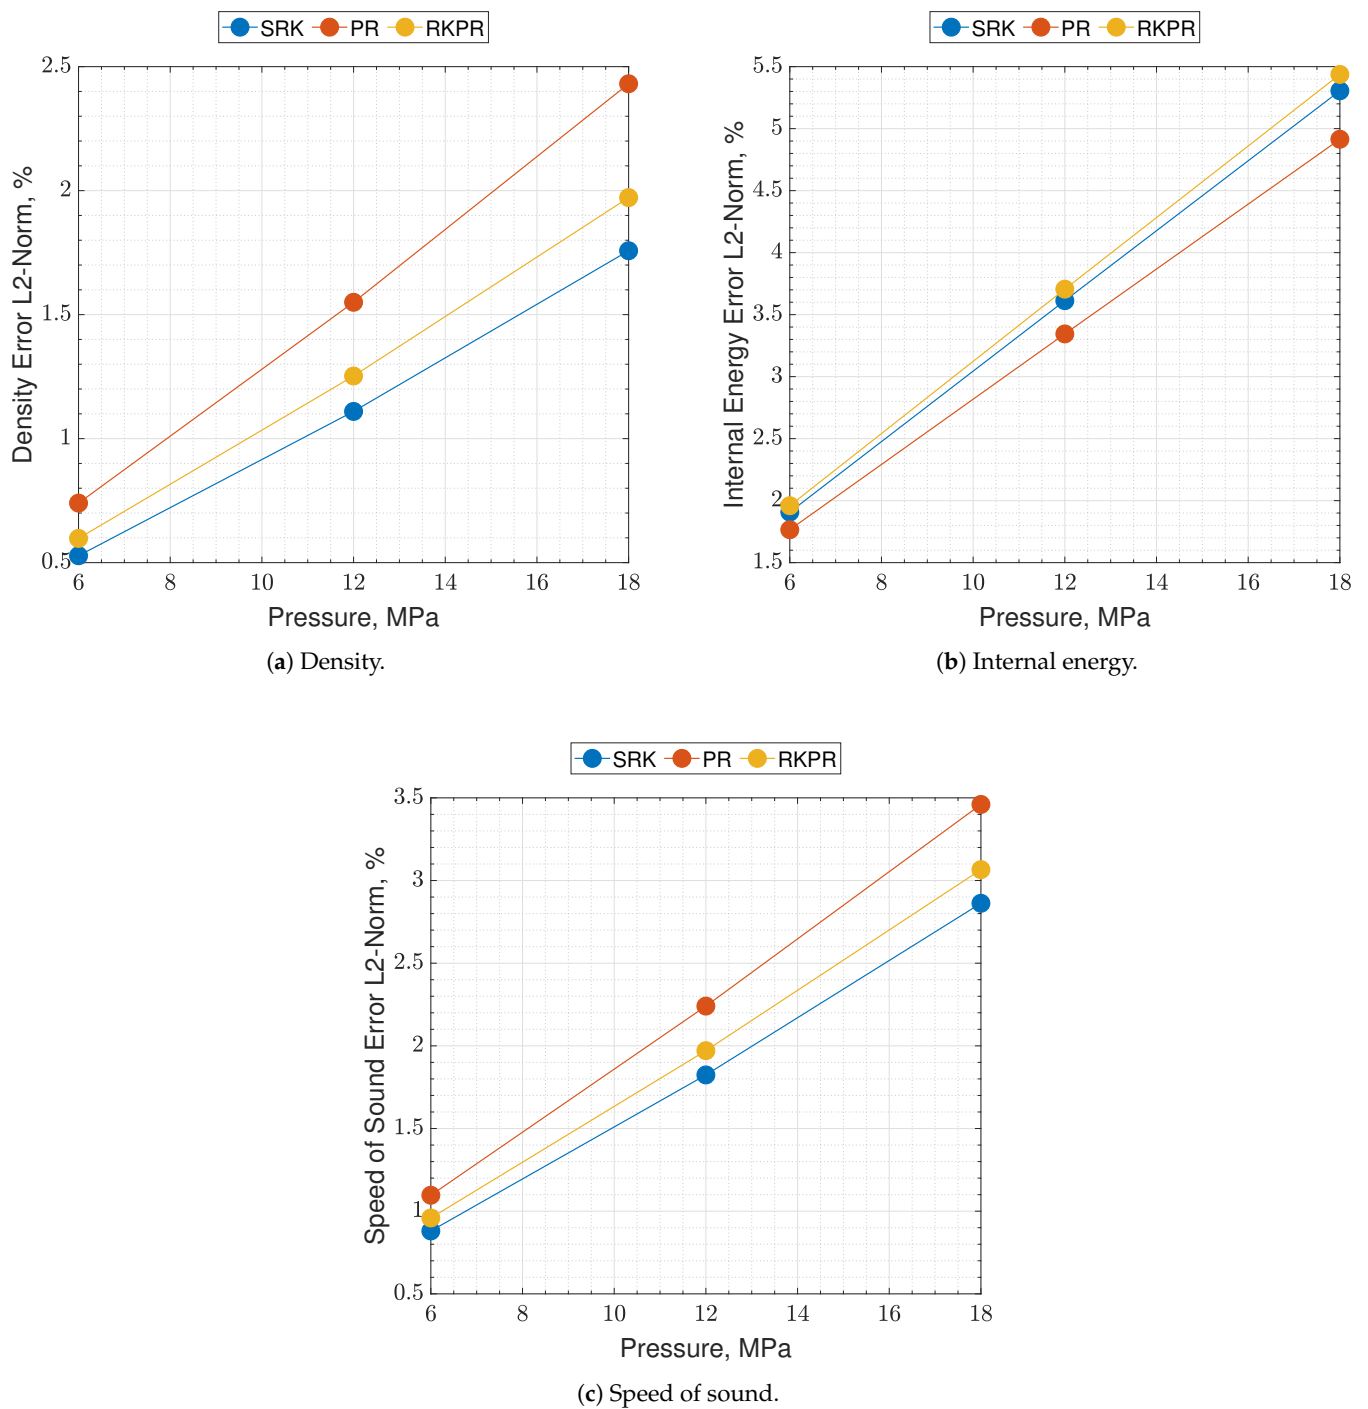 SRK PR RKPR
2.5
2
1.5
1
0.5
Density Error L2-Norm, %
6 8 10 12 14 16 18
Pressure, MPa
(a) Density.
SRK PR RKPR
5.5
5
4.5
4
3.5
3
2.5
2
1.5
Internal Energy Error L2-Norm, %
6 8 10 12 14 16 18
Pressure, MPa
(b) Internal energy.
SRK PR RKPR
3.5
3
2.5
2
1.5
1
0.5
Speed of Sound Error L2-Norm, %
6 8 10 12 14 16 18
Pressure, MPa
(c) Speed of sound.